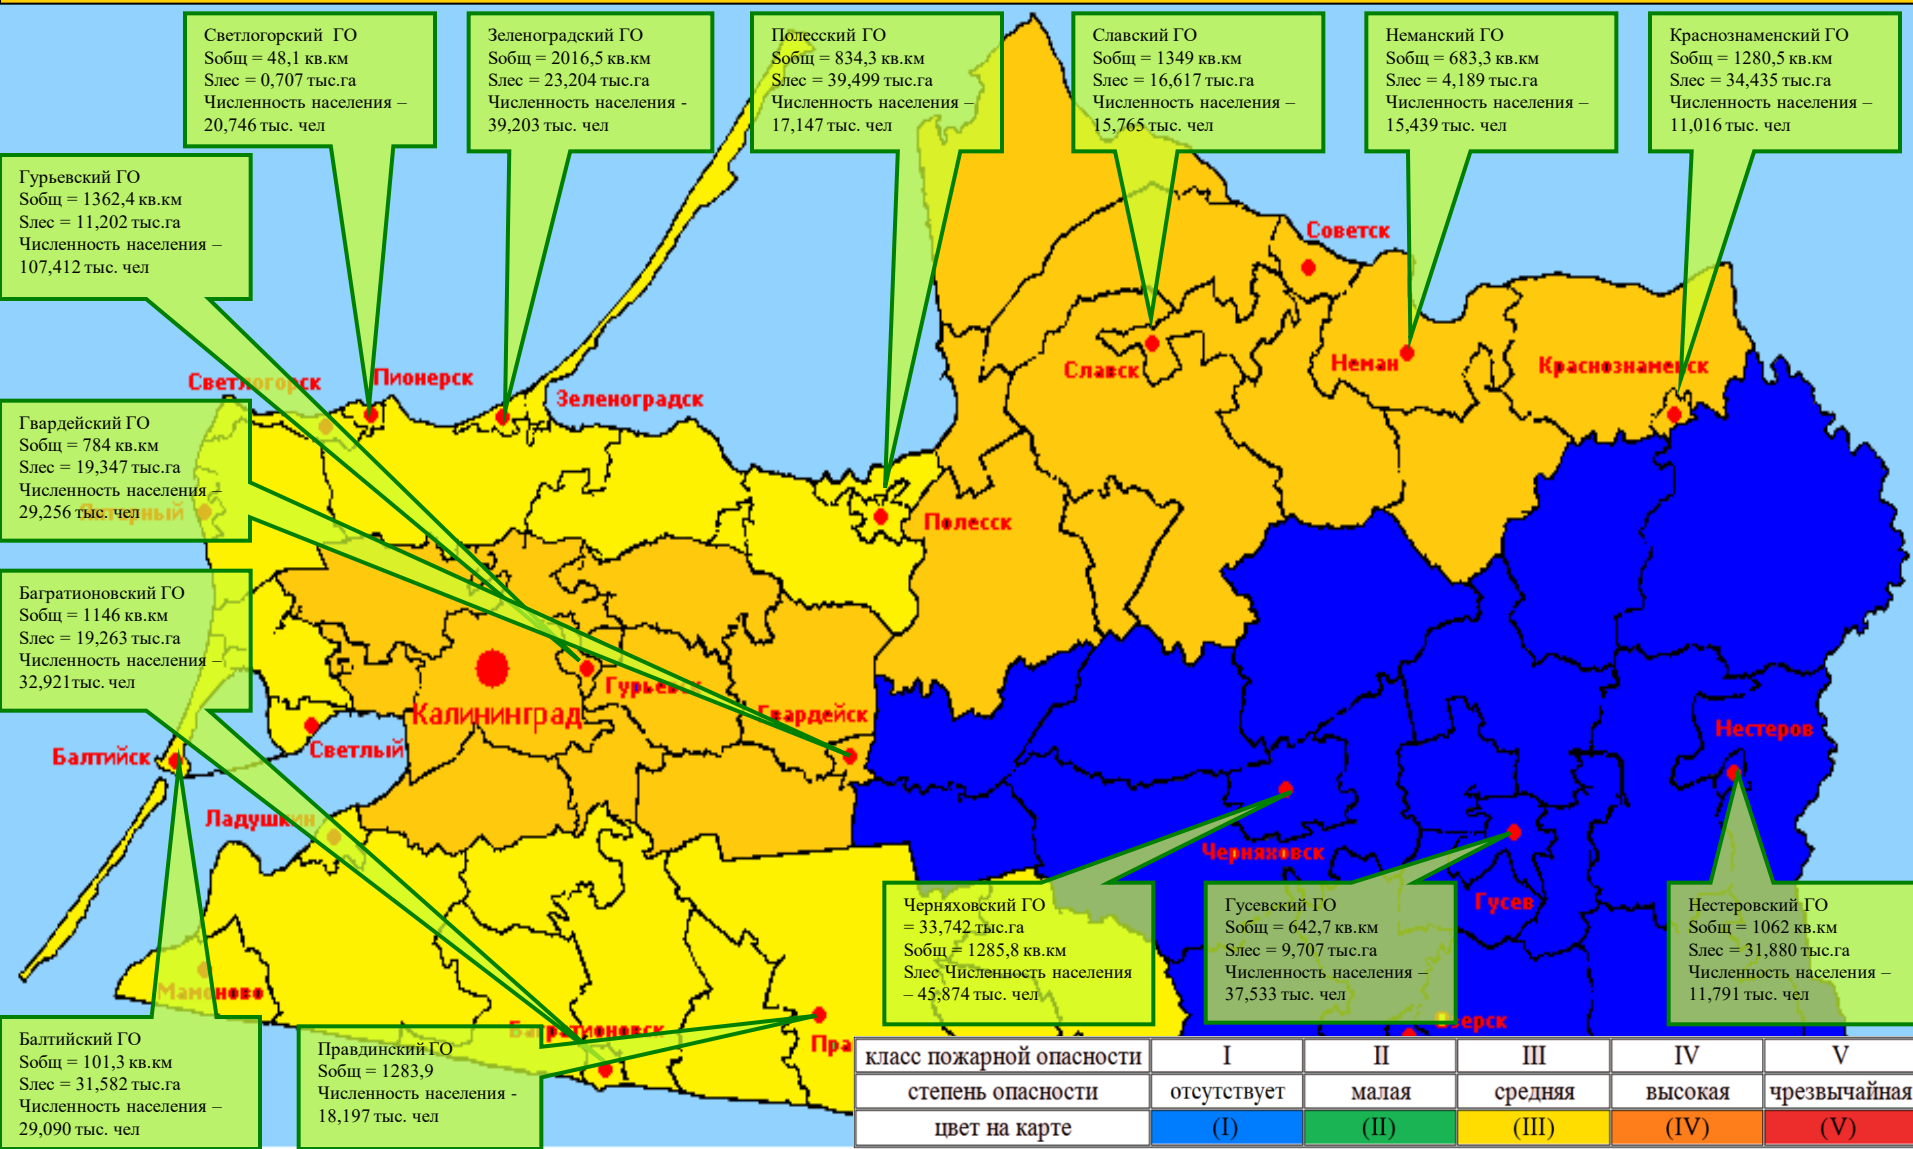 Светлогорский ГО
Sобщ = 48,1 кв.км
Sлес = 0,707 тыс.га
Численность населения –
20,746 тыс. чел
Зеленоградский ГО
Sобщ = 2016,5 кв.км
Sлес = 23,204 тыс.га
Численность населения -
39,203 тыс. чел
Полесский ГО
Sобщ = 834,3 кв.км
Sлес = 39,499 тыс.га
Численность населения –
17,147 тыс. чел
Славский ГО
Sобщ = 1349 кв.км
Sлес = 16,617 тыс.га
Численность населения –
15,765 тыс. чел
Неманский ГО
Sобщ = 683,3 кв.км
Sлес = 4,189 тыс.га
Численность населения –
15,439 тыс. чел
Краснознаменский ГО
Sобщ = 1280,5 кв.км
Sлес = 34,435 тыс.га
Численность населения –
11,016 тыс. чел
Гурьевский ГО
Sобщ = 1362,4 кв.км
Sлес = 11,202 тыс.га
Численность населения –
107,412 тыс. чел
Советск
Светлогорск
Пионерск
Зеленоградск
Славск
Неман
Краснознаменск
Гвардейский ГО
Sобщ = 784 кв.км
Sлес = 19,347 тыс.га
Численность населения –
29,256 тыс. чел
Янтарный
Полесск
Багратионовский ГО
Sобщ = 1146 кв.км
Sлес = 19,263 тыс.га
Численность населения –
32,921тыс. чел
Гурьевск
Калининград
Гвардейск
Нестеров
Балтийск
Светлый
Ладушкин
Черняховск
Гусев
Мамоново
Багратионовск
Пра
Озерск
Черняховский ГО
= 33,742 тыс.га
Sобщ = 1285,8 кв.км
Sлес Численность населения
– 45,874 тыс. чел
Гусевский ГО
Sобщ = 642,7 кв.км
Sлес = 9,707 тыс.га
Численность населения –
37,533 тыс. чел
Нестеровский ГО
Sобщ = 1062 кв.км
Sлес = 31,880 тыс.га
Численность населения –
11,791 тыс. чел
Балтийский ГО
Sобщ = 101,3 кв.км
Sлес = 31,582 тыс.га
Численность населения –
29,090 тыс. чел
Правдинский ГО
Sобщ = 1283,9
Численность населения -
18,197 тыс. чел
класс пожарной опасности I II III IV V
степень опасности отсутствует малая средняя высокая чрезвычайная
цвет на карте (I) (II) (III) (IV) (V)